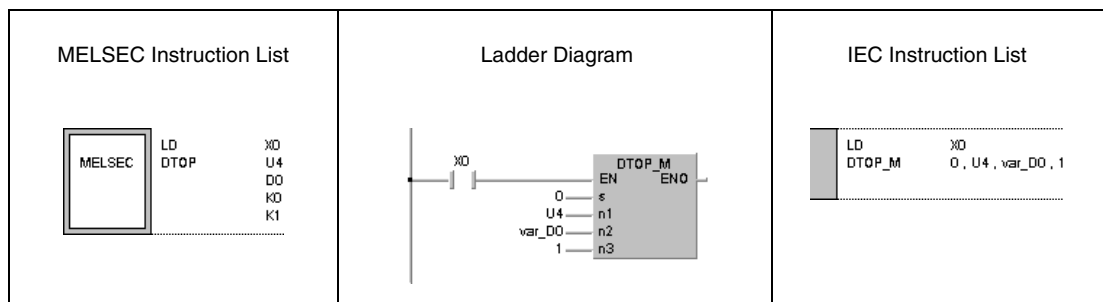 MELSEC Instruction List
MELSEC
LD X0
DTOP U4
D0
K0
K1
Ladder Diagram
X0
DTOP_M
EN ENO
0 s
U4 n1
var_D0 n2
1 n3
IEC Instruction List
LD X0
DTOP_M 0 , U4 , var_D0 , 1